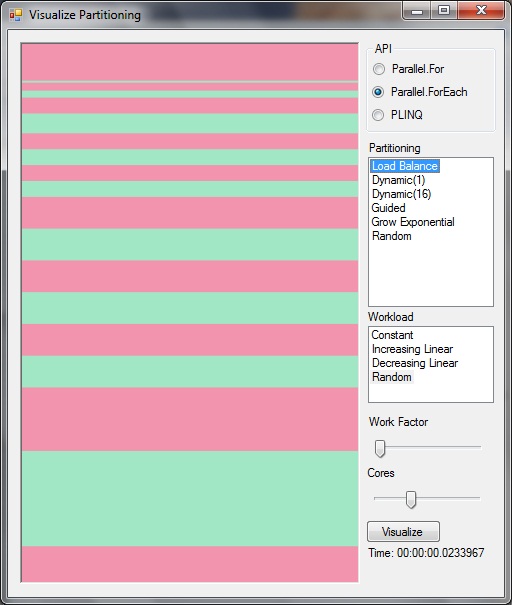 Visualize Partitioning
API
Parallel.For
Parallel.ForEach
PLINQ
Partitioning
Load Balance
Dynamic(1)
Dynamic(16)
Guided
Grow Exponential
Random
Workload
Constant
Increasing Linear
Decreasing Linear
Random
Work Factor
Cores
Visualize
Time: 00:00:00.0233967